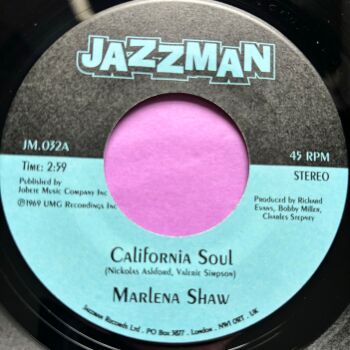 JAZZMAN
JM.032A
45 RPM
TIME: 2:59
STEREO
PUBLISHED BY
JOBETE MUSIC COMPANY INC
℗©1969 UMG RECORDINGS INC
PRODUCED BY RICHARD
EVANS, BOBBY MILLER,
CHARLES STEPNEY
CALIFORNIA SOUL
(NICKOLAS ASHFORD, VALERIE SIMPSON)
MARLENA SHAW
JAZZMAN RECORDS LTD . PO BOX 3877 . LONDON . NW1 0RT . UK